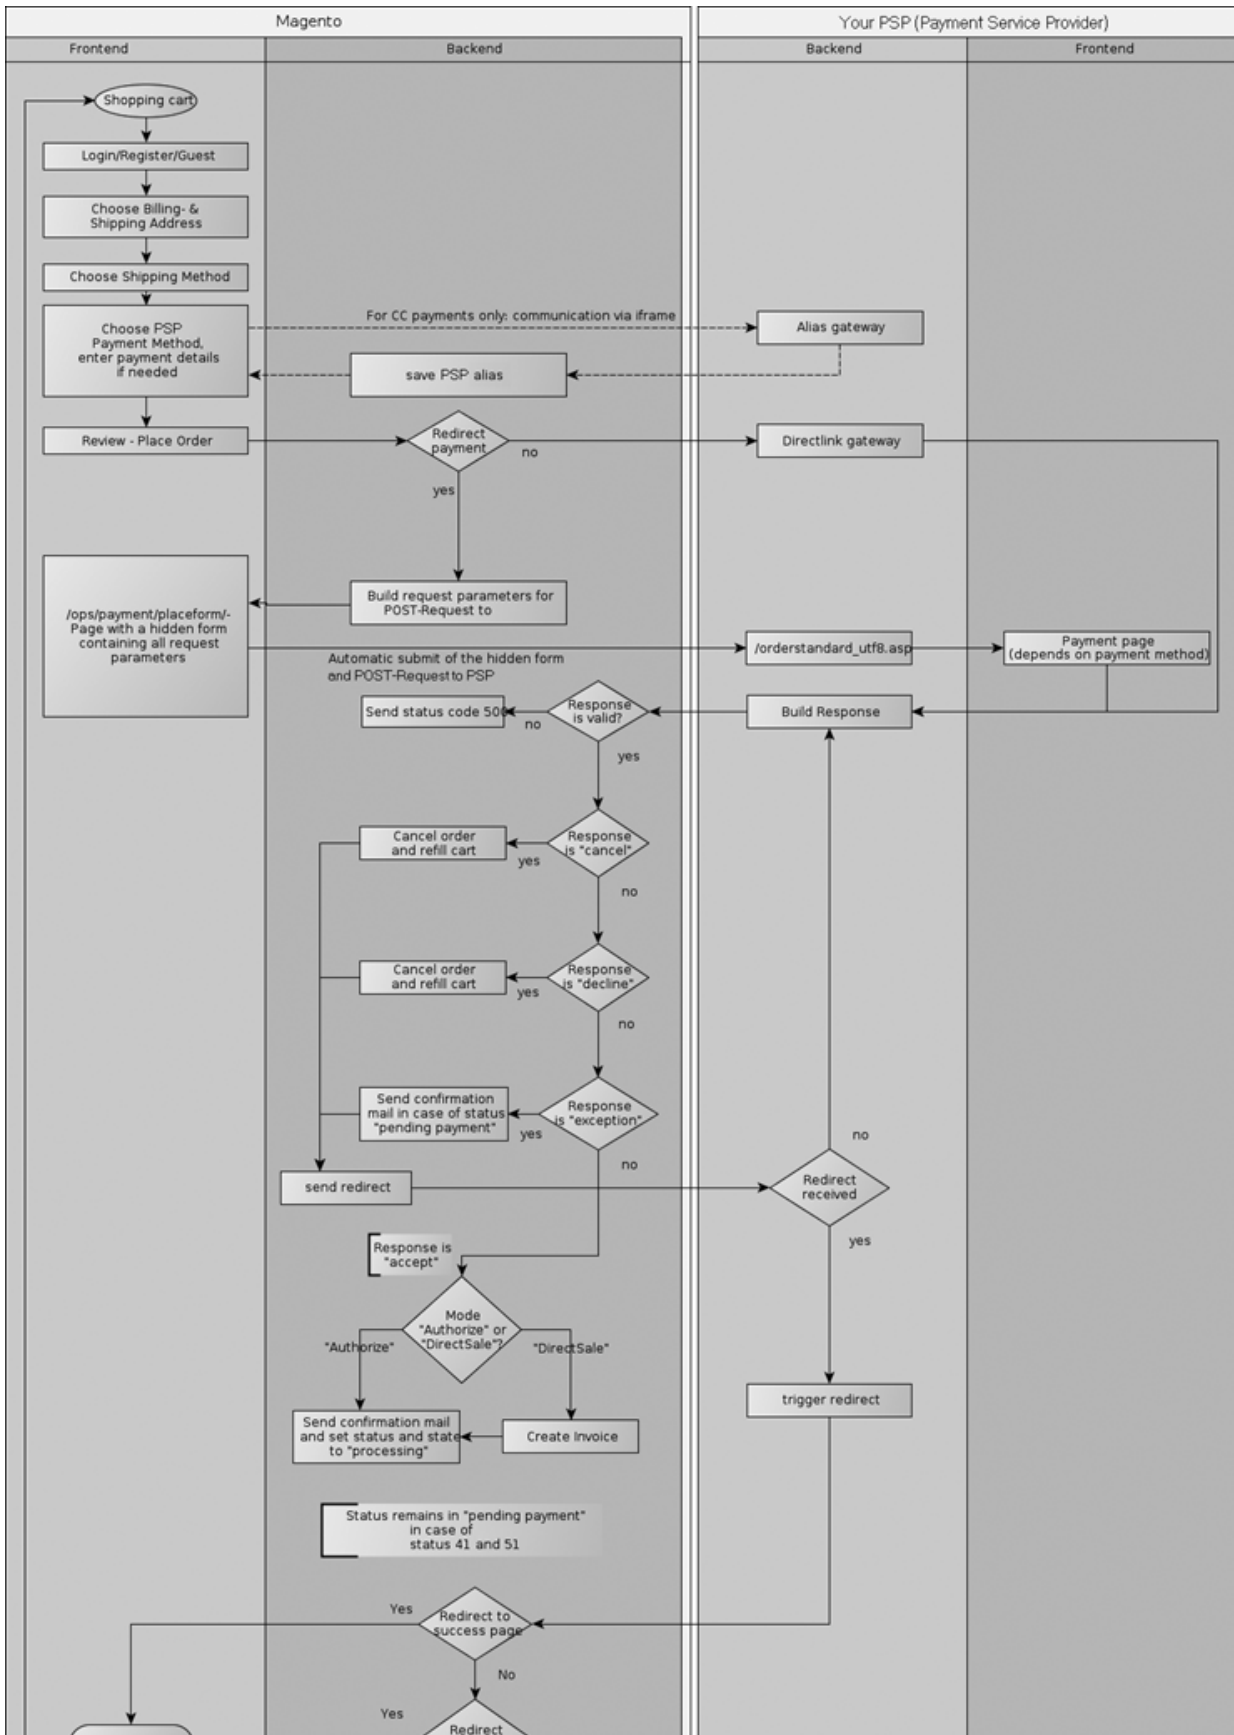 Magento
Your PSP (Payment Service Provider)
Frontend
Backend
Backend
Frontend
Shopping cart
Login/Register/Guest
Choose Billing- &
Shipping Address
Choose Shipping Method
Choose PSP
Payment Method,
enter payment details
if needed
For CC payments only: communication via iframe
Alias gateway
save PSP alias
Review - Place Order
Redirect
payment
no
yes
Directlink gateway
Build request parameters for
POST-Request to
/ops/payment/placeform/-
Page with a hidden form
containing all request
parameters
Automatic submit of the hidden form
and POST-Request to PSP
/orderstandard_utf8.asp
Payment page
(depends on payment method)
Send status code 500
no
Response
is valid?
yes
Build Response
Cancel order
and refill cart
yes
Response
is "cancel"
no
Cancel order
and refill cart
yes
Response
is "decline"
no
Send confirmation
mail in case of status
"pending payment"
yes
Response
is "exception"
no
send redirect
no
Redirect
received
yes
Response is
"accept"
Mode
"Authorize" or
"DirectSale"?
"Authorize"
"DirectSale"
trigger redirect
Send confirmation mail
and set status and state
to "processing"
Create Invoice
Status remains in "pending payment"
in case of
status 41 and 51
Yes
Redirect to
success page
No
Yes
Redirect